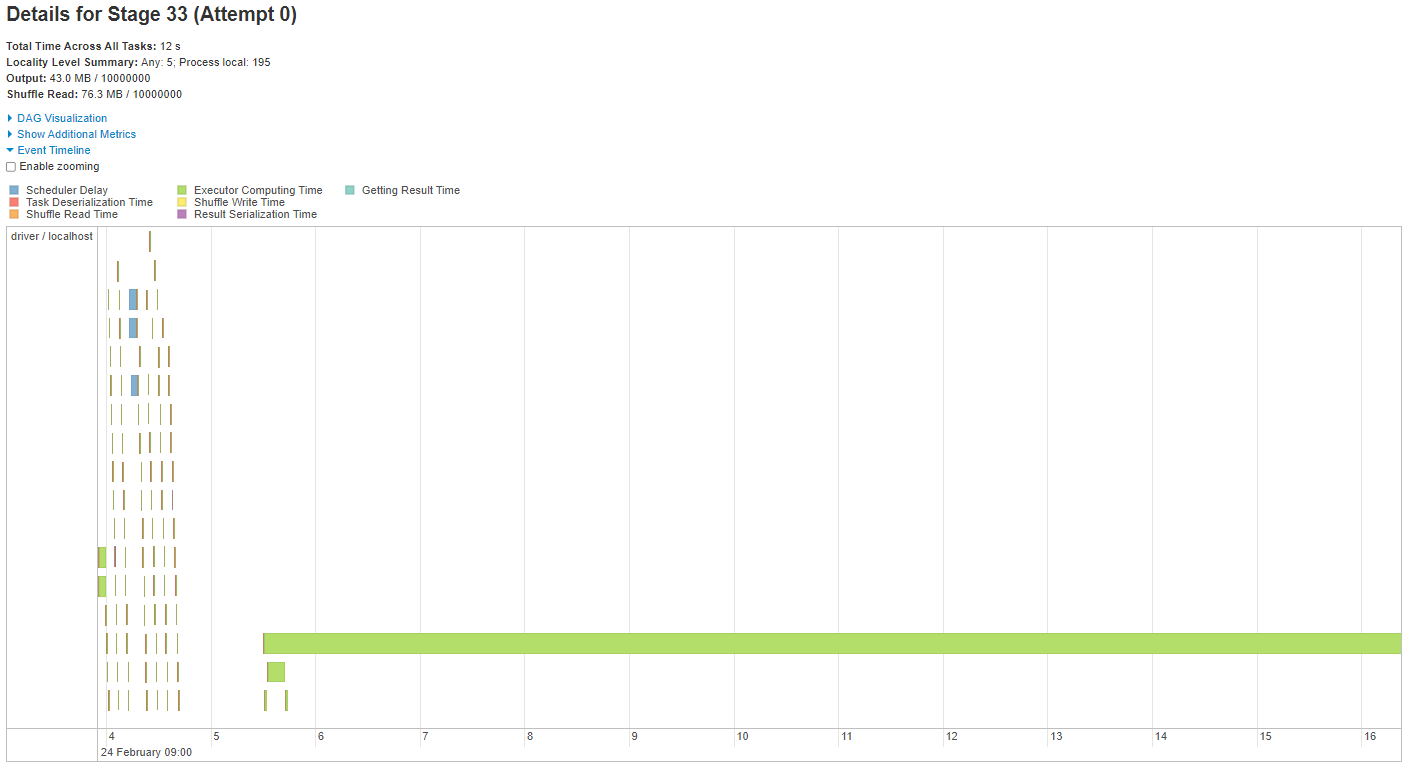 Details for Stage 33 (Attempt 0)
Total Time Across All Tasks: 12 s
Locality Level Summary: Any: 5; Process local: 195
Output: 43.0 MB / 10000000
Shuffle Read: 76.3 MB / 10000000
DAG Visualization
Show Additional Metrics
Event Timeline
Enable zooming
Scheduler Delay Executor Computing Time Getting Result Time
Task Deserialization Time Shuffle Write Time
Shuffle Read Time Result Serialization Time
driver / localhost
4 5 6 7 8 9 10 11 12 13 14 15 16
24 February 09:00